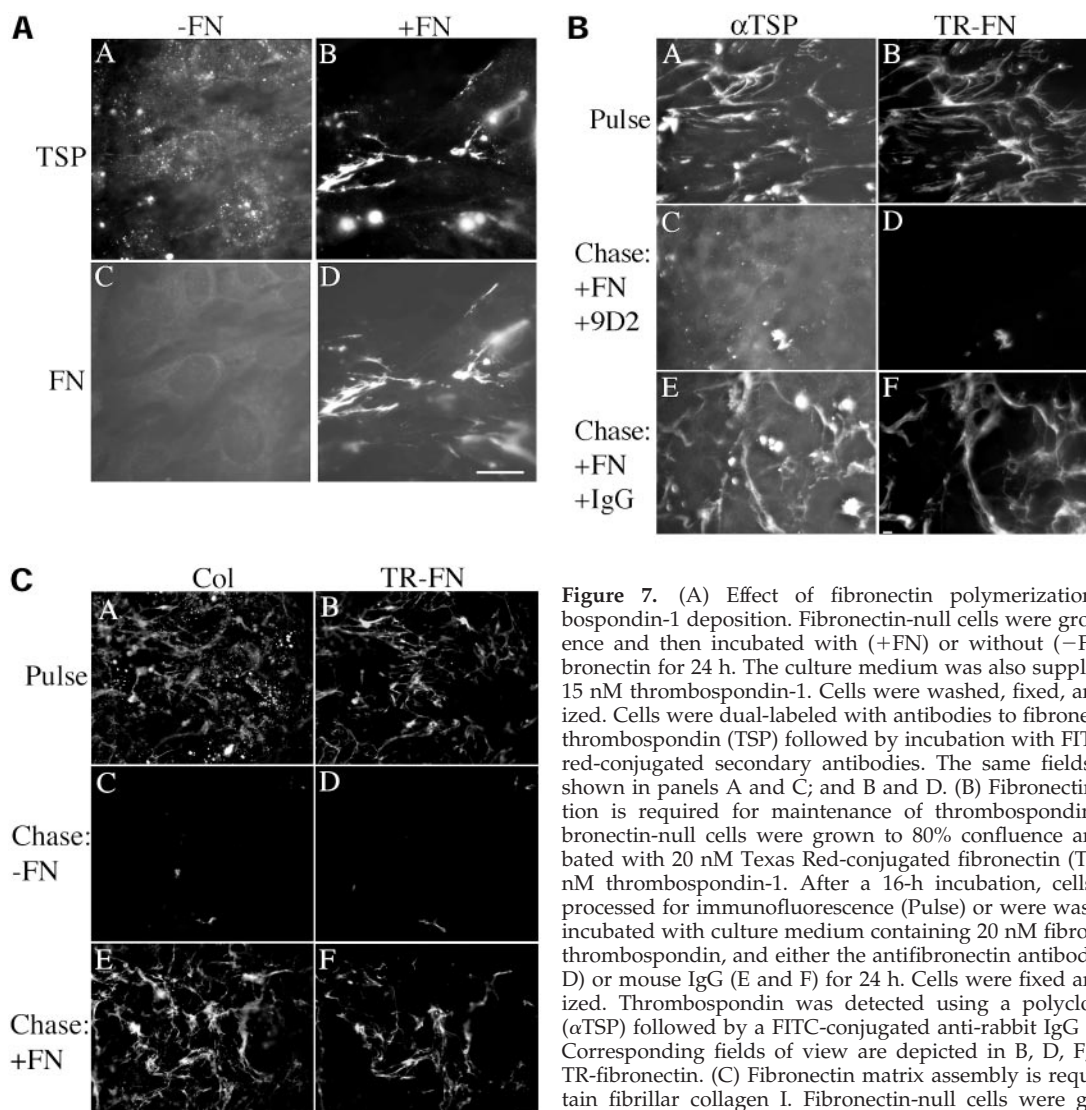 A
-FN +FN
A B
TSP
C D
FN
B
αTSP TR-FN
A B
Pulse
C D
Chase:
+FN
+9D2
E F
Chase:
+FN
+IgG
C
Col TR-FN
A B
Pulse
C D
Chase:
-FN
E F
Chase:
+FN
Figure 7. (A) Effect of fibronectin polymerization
bospondin-1 deposition. Fibronectin-null cells were gro
ence and then incubated with (+FN) or without (−F
bronectin for 24 h. The culture medium was also suppl
15 nM thrombospondin-1. Cells were washed, fixed, an
ized. Cells were dual-labeled with antibodies to fibrone
thrombospondin (TSP) followed by incubation with FIT
red-conjugated secondary antibodies. The same fields
shown in panels A and C; and B and D. (B) Fibronectin
tion is required for maintenance of thrombospondin
bronectin-null cells were grown to 80% confluence an
bated with 20 nM Texas Red-conjugated fibronectin (T
nM thrombospondin-1. After a 16-h incubation, cells
processed for immunofluorescence (Pulse) or were was
incubated with culture medium containing 20 nM fibro
thrombospondin, and either the antifibronectin antibod
D) or mouse IgG (E and F) for 24 h. Cells were fixed an
ized. Thrombospondin was detected using a polyclo
(αTSP) followed by a FITC-conjugated anti-rabbit IgG
Corresponding fields of view are depicted in B, D, F,
TR-fibronectin. (C) Fibronectin matrix assembly is requ
tain fibrillar collagen I. Fibronectin-null cells were g